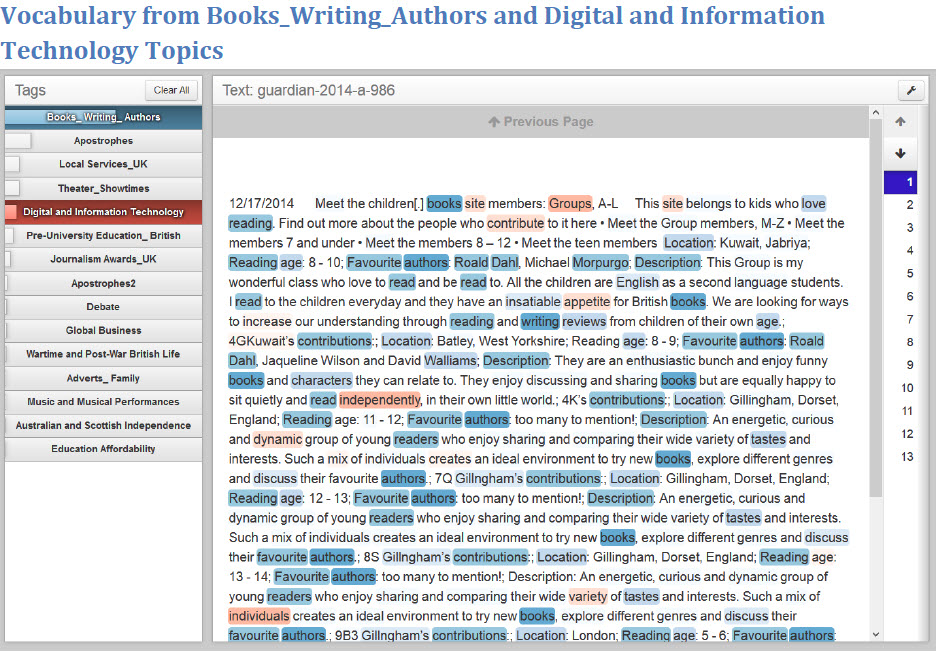 Vocabulary from Books_Writing_Authors and Digital and Information
Technology Topics
Tags
Clear All
Books_ Writing_ Authors
Apostrophes
Local Services_UK
Theater_Showtimes
Digital and Information Technology
Pre-University Education_ British
Journalism Awards_UK
Apostrophes2
Debate
Global Business
Wartime and Post-War British Life
Adverts_ Family
Music and Musical Performances
Australian and Scottish Independence
Education Affordability
Text: guardian-2014-a-986
Previous Page
12/17/2014 Meet the children[.] books site members: Groups, A-L This site belongs to kids who love
reading. Find out more about the people who contribute to it here • Meet the Group members, M-Z • Meet the
members 7 and under • Meet the members 8 – 12 • Meet the teen members Location: Kuwait, Jabriya;
Reading age: 8 - 10; Favourite authors: Roald Dahl, Michael Morpurgo; Description: This Group is my
wonderful class who love to read and be read to. All the children are English as a second language students.
I read to the children everyday and they have an insatiable appetite for British books. We are looking for ways
to increase our understanding through reading and writing reviews from children of their own age.;
4GKuwait's contributions:; Location: Batley, West Yorkshire; Reading age: 8 - 9; Favourite authors: Roald
Dahl, Jaqueline Wilson and David Walliams; Description: They are an enthusiastic bunch and enjoy funny
books and characters they can relate to. They enjoy discussing and sharing books but are equally happy to
sit quietly and read independently, in their own little world.; 4K's contributions:; Location: Gillingham, Dorset,
England; Reading age: 11 - 12; Favourite authors: too many to mention!; Description: An energetic, curious
and dynamic group of young readers who enjoy sharing and comparing their wide variety of tastes and
interests. Such a mix of individuals creates an ideal environment to try new books, explore different genres
and discuss their favourite authors.; 7Q Gillngham's contributions:; Location: Gillingham, Dorset, England;
Reading age: 12 - 13; Favourite authors: too many to mention!; Description: An energetic, curious and
dynamic group of young readers who enjoy sharing and comparing their wide variety of tastes and interests.
Such a mix of individuals creates an ideal environment to try new books, explore different genres and discuss
their favourite authors.; 8S Gillngham's contributions:; Location: Gillingham, Dorset, England; Reading age:
13 - 14; Favourite authors: too many to mention!; Description: An energetic, curious and dynamic group of
young readers who enjoy sharing and comparing their wide variety of tastes and interests. Such a mix of
individuals creates an ideal environment to try new books, explore different genres and discuss their
favourite authors.; 9B3 Gillngham's contributions:; Location: London; Reading age: 5 - 6; Favourite authors:
1
2
3
4
5
6
7
8
9
10
11
12
13